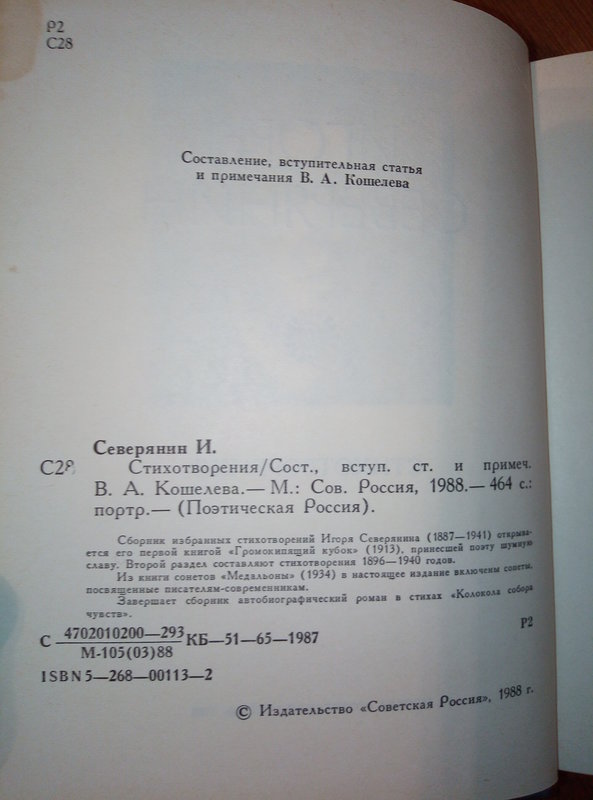 Р2
С28
Составление, вступительная статья
и примечания В. А. Кошелева
Северянин И.
С28 Стихотворения/Сост., вступ. ст. и примеч.
В. А. Кошелева.— М.: Сов. Россия, 1988.— 464 с.:
портр.— (Поэтическая Россия).
Сборник избранных стихотворений Игоря Северянина (1887—1941) открыва-
ется его первой книгой «Громокипящий кубок» (1913), принесшей поэту шумную
славу. Второй раздел составляют стихотворения 1896—1940 годов.
Из книги сонетов «Медальоны» (1934) в настоящее издание включены сонеты,
посвященные писателям-современникам.
Завершает сборник автобиографический роман в стихах «Колокола собора
чувств».
С 4702010200—293 КБ—51—65—1987
М-105(03)88
Р2
ISBN 5—268—00113—2
© Издательство «Советская Россия», 1988 г.